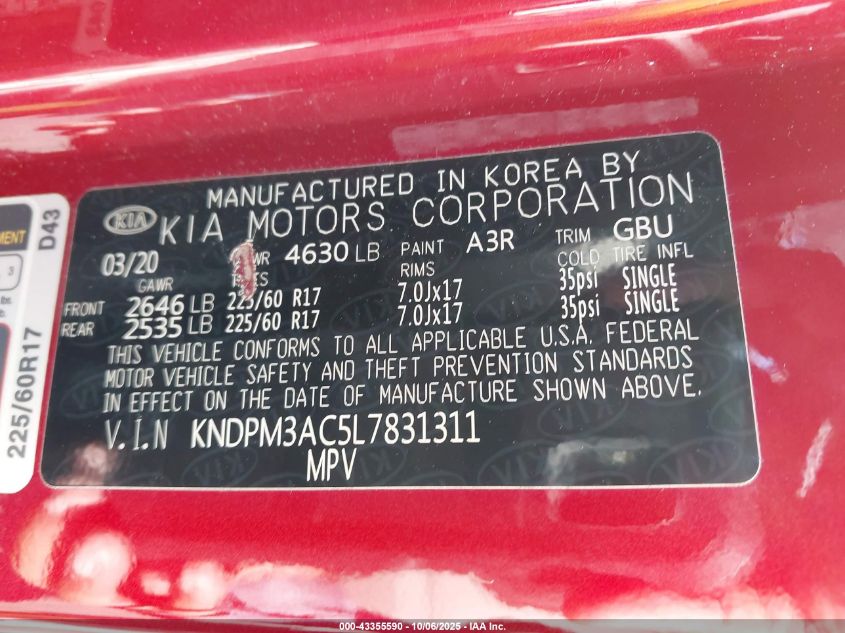 MANUFACTURED IN KOREA BY
KIA
KIA MOTORS CORPORATION
03/20 4630 LB PAINT A3R TRIM GBU
GAWR RIMS COLD TIRE INFL
FRONT 2646 LB 225/60 R17 7.0Jx17 35psi SINGLE
REAR 2535 LB 225/60 R17 7.0Jx17 35psi SINGLE
THIS VEHICLE CONFORMS TO ALL APPLICABLE U.S.A. FEDERAL
MOTOR VEHICLE SAFETY AND THEFT PREVENTION STANDARDS
IN EFFECT ON THE DATE OF MANUFACTURE SHOWN ABOVE.
V.I.N KNDPM3AC5L7831311
MPV
D43
225/60R17
000-43355590 - 10/06/2025 - IAA Inc.